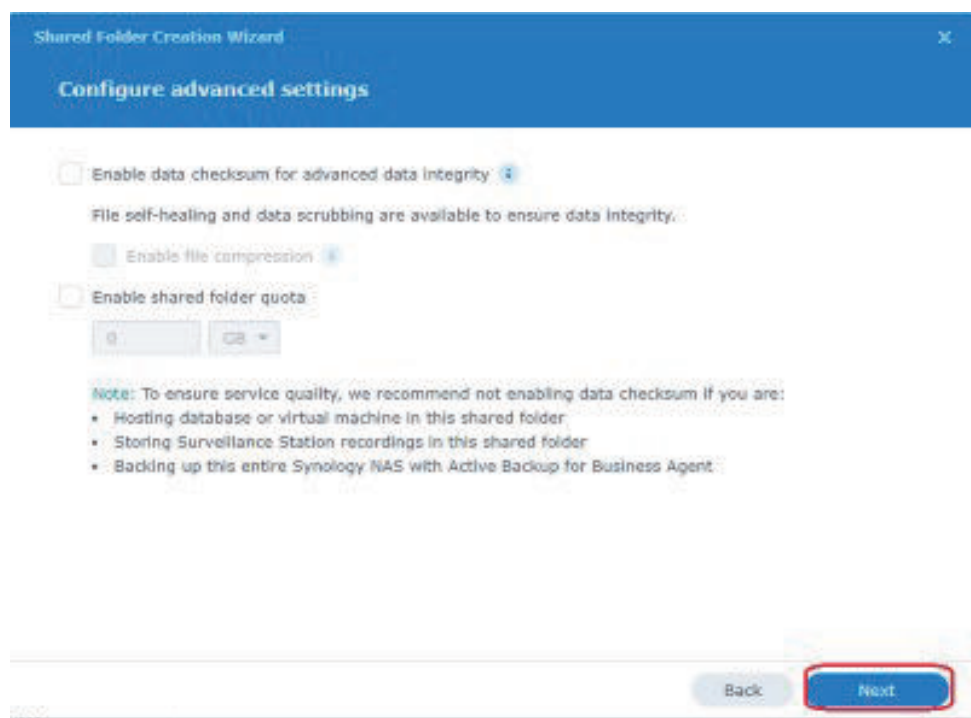 Shared Folder Creation Wizard
Configure advanced settings
Enable data checksum for advanced data integrity
File self-healing and data scrubbing are available to ensure data integrity.
Enable file compression
Enable shared folder quota
0 GB
Note: To ensure service quality, we recommend not enabling data checksum if you are:
• Hosting database or virtual machine in this shared folder
• Storing Surveillance Station recordings in this shared folder
• Backing up this entire Synology NAS with Active Backup for Business Agent
Back Next